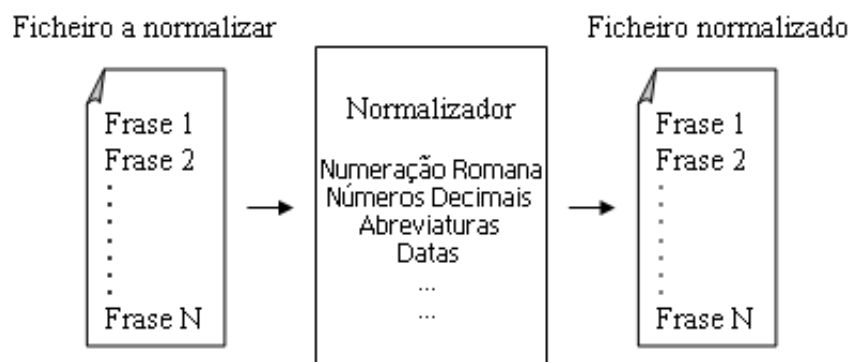 Ficheiro a normalizar
Frase 1
Frase 2
Frase N
Normalizador
Numeração Romana
Números Decimais
Abreviaturas
Datas
...
...
Ficheiro normalizado
Frase 1
Frase 2
Frase N